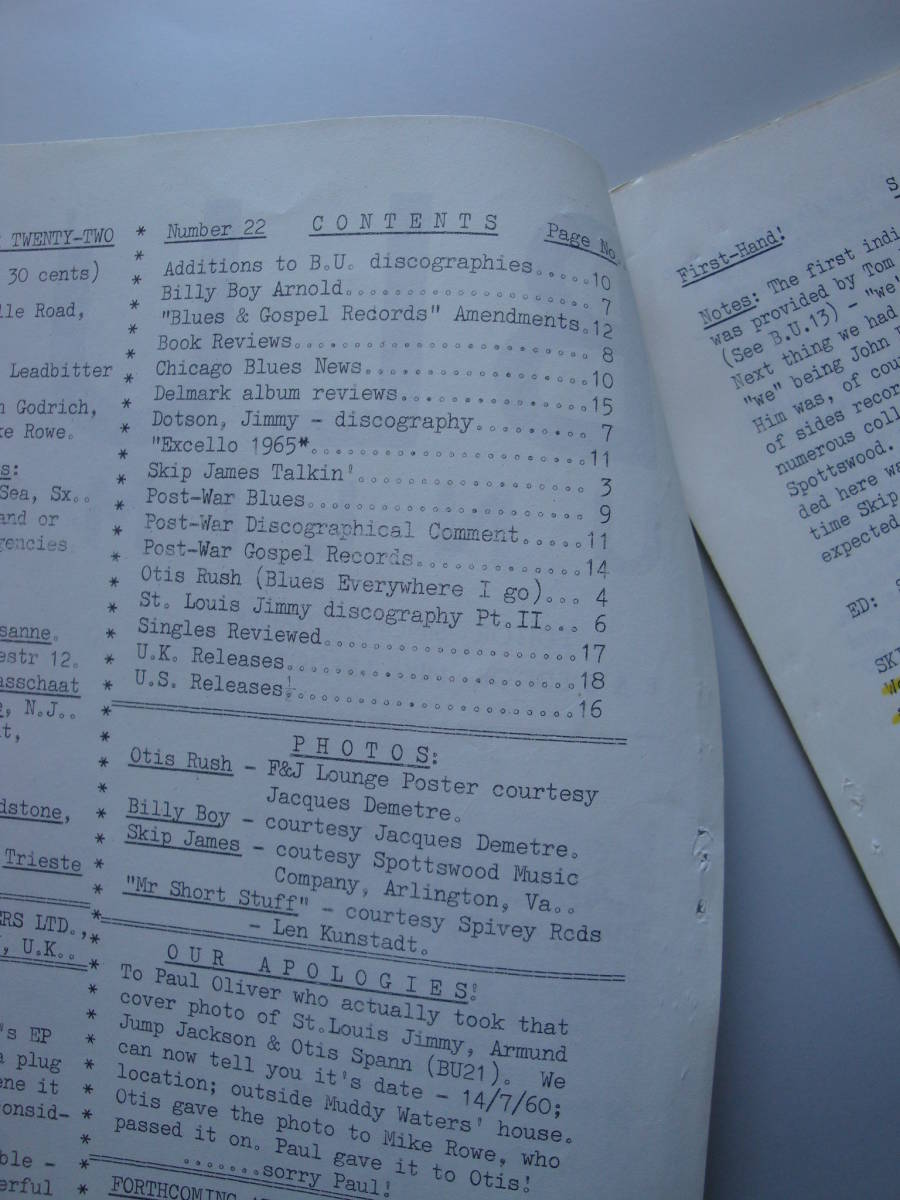 TWENTY-TWO
30 cents)
lle Road,
Leadbitter
Godrich,
ke Rowe.
Sea, Sx..
and or
gencies
sanne.
estr 12.
asschaat
N.J..
dstone,
Trieste
ERS LTD.,
U.K..
's EP
a plug
ene it
consid-
ble -
erful
* Number 22 C O N T E N T S Page No.
* Additions to B.U. discographies.....10
* Billy Boy Arnold........................ 7
* "Blues & Gospel Records" Amendments.12
* Book Reviews........................... 8
* Chicago Blues News....................10
* Delmark album reviews...............15
* Dotson, Jimmy - discography........ 7
* "Excello 1965*.......................11
* Skip James Talkin'.................. 3
* Post-War Blues....................... 9
* Post-War Discographical Comment.....11
* Post-War Gospel Records.............14
* Otis Rush (Blues Everywhere I go)... 4
* St. Louis Jimmy discography Pt.II... 6
* Singles Reviewed....................17
* U.K. Releases.......................18
* U.S. Releases!......................16
P H O T O S:
Otis Rush - F&J Lounge Poster courtesy
Jacques Demetre.
Billy Boy - courtesy Jacques Demetre.
Skip James - coutesy Spottswood Music
Company, Arlington, Va..
"Mr Short Stuff" - courtesy Spivey Rcds
- Len Kunstadt.
O U R A P O L O G I E S!
To Paul Oliver who actually took that
cover photo of St.Louis Jimmy, Armund
Jump Jackson & Otis Spann (BU21). We
can now tell you it's date - 14/7/60;
location; outside Muddy Waters' house.
Otis gave the photo to Mike Rowe, who
passed it on. Paul gave it to Otis!
.......sorry Paul!
FORTHCOMING
First-Hand!
Notes: The first indi
was provided by Tom
(See B.U.13) - "we'
Next thing we had
"we" being John
Him was, of cou
of sides recor
numerous coll
Spottswood.
ded here wa
time Skip
expected
ED:
SK